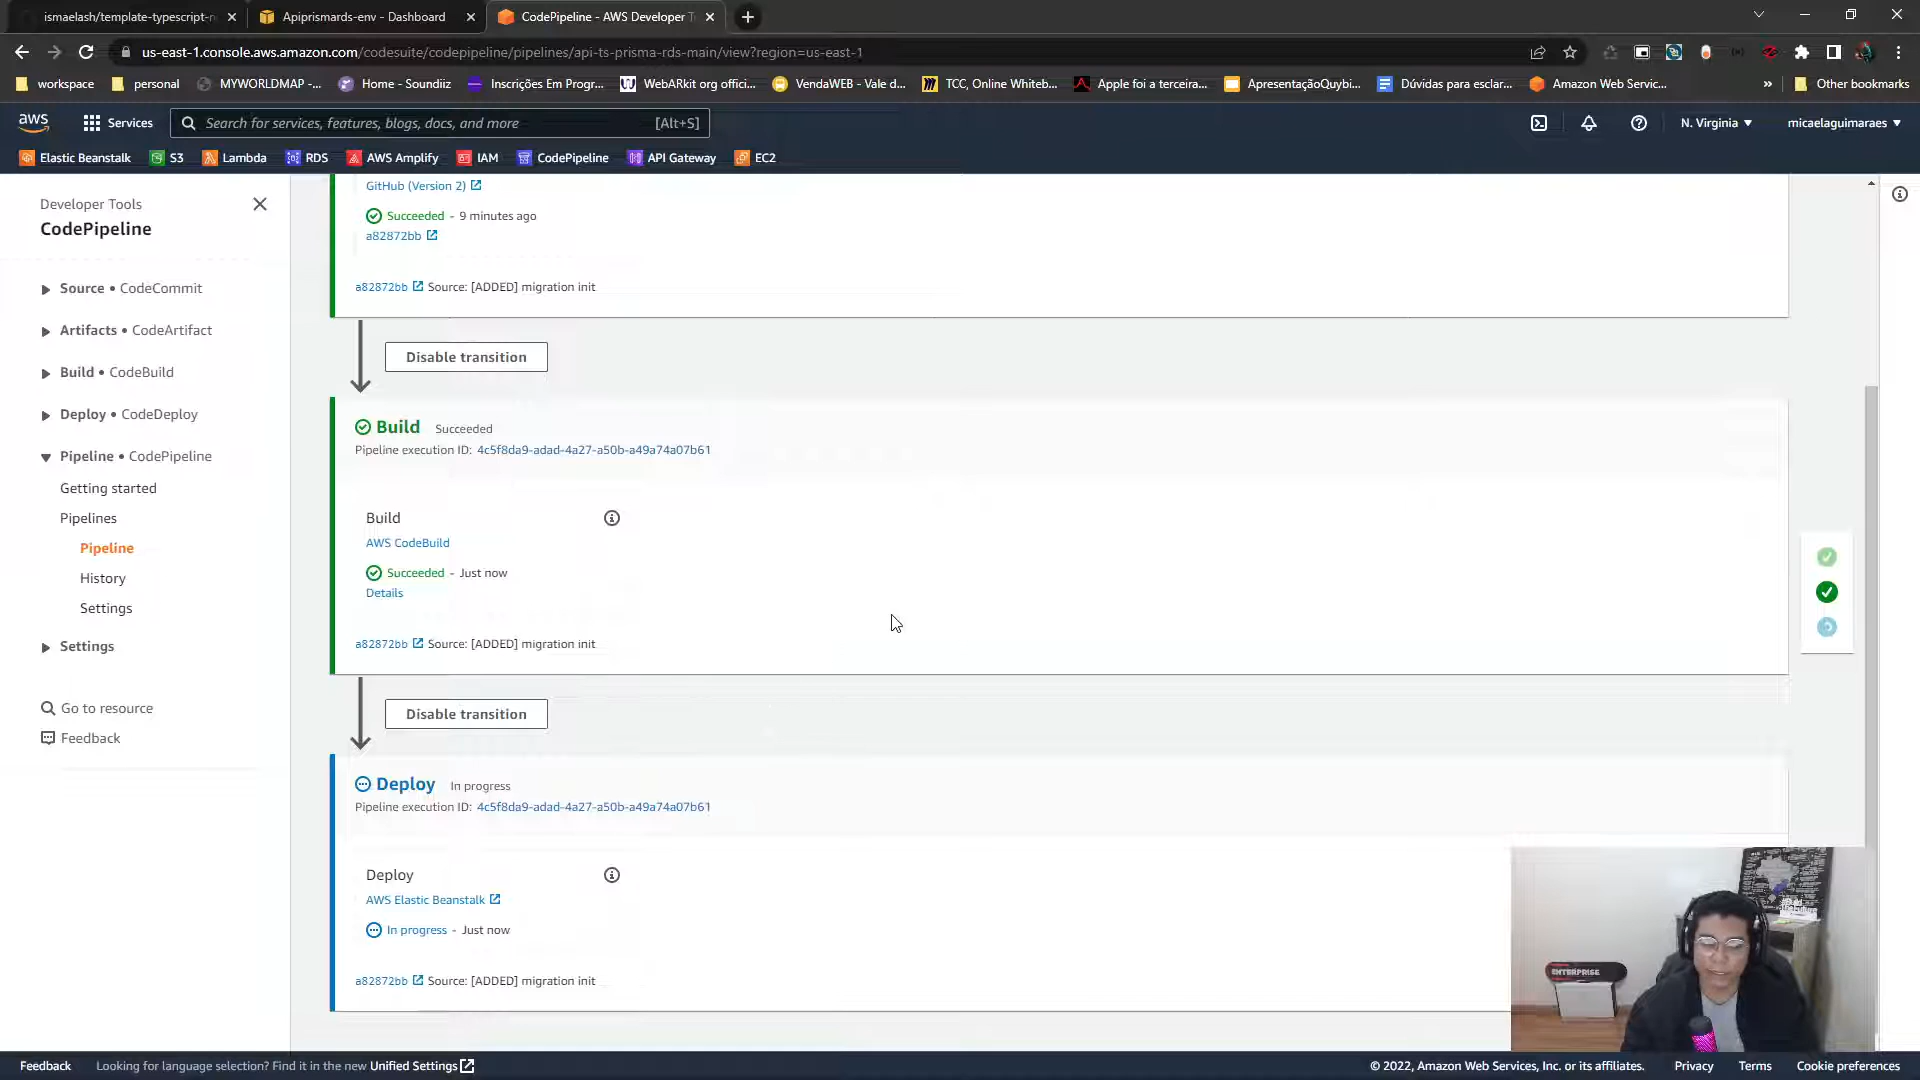 ismaelash/template-typescript-n
Apiprismards-env - Dashboard
CodePipeline - AWS Developer T
us-east-1.console.aws.amazon.com/codesuite/codepipeline/pipelines/api-ts-prisma-rds-main/view?region=us-east-1
workspace
personal
MYWORLDMAP -...
Home - Soundiiz
Inscrições Em Progr...
WebARkit org offici...
VendaWEB - Vale d...
TCC, Online Whiteb...
Apple foi a terceira...
ApresentaçãoQuybi...
Dúvidas para esclar...
Amazon Web Servic...
»
Other bookmarks
aws
Services
Search for services, features, blogs, docs, and more
[Alt+S]
N. Virginia
micaelaguimaraes
Elastic Beanstalk
S3
Lambda
RDS
AWS Amplify
IAM
CodePipeline
API Gateway
EC2
Developer Tools
CodePipeline
Source • CodeCommit
Artifacts • CodeArtifact
Build • CodeBuild
Deploy • CodeDeploy
Pipeline • CodePipeline
Getting started
Pipelines
Pipeline
History
Settings
Settings
Go to resource
Feedback
GitHub (Version 2)
Succeeded - 9 minutes ago
a82872bb
a82872bb Source: [ADDED] migration init
Disable transition
Build Succeeded
Pipeline execution ID: 4c5f8da9-adad-4a27-a50b-a49a74a07b61
Build
AWS CodeBuild
Succeeded - Just now
Details
a82872bb Source: [ADDED] migration init
Disable transition
Deploy In progress
Pipeline execution ID: 4c5f8da9-adad-4a27-a50b-a49a74a07b61
Deploy
AWS Elastic Beanstalk
In progress - Just now
a82872bb Source: [ADDED] migration init
ENTERPRISE
Feedback
Looking for language selection? Find it in the new Unified Settings
© 2022, Amazon Web Services, Inc. or its affiliates.
Privacy
Terms
Cookie preferences